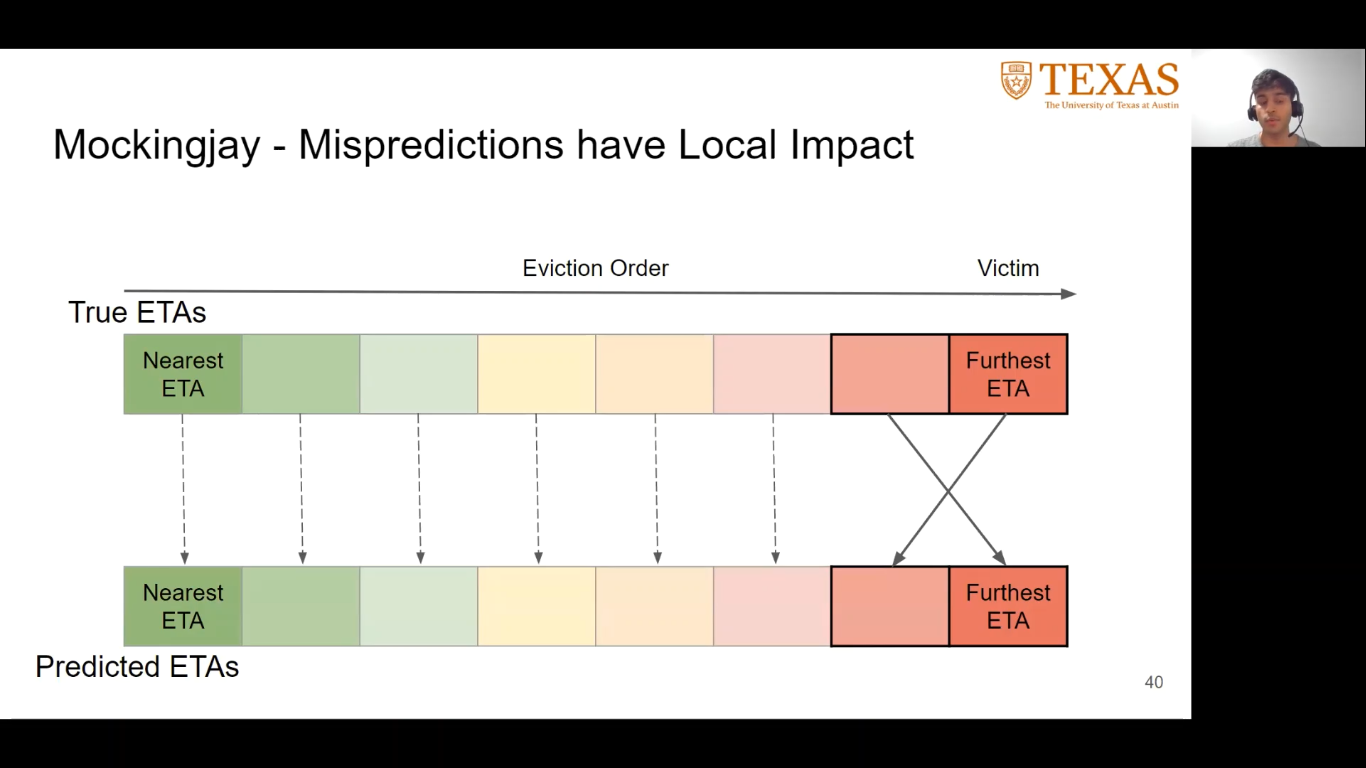 TEXAS
The University of Texas at Austin
Mockingjay - Mispredictions have Local Impact
Eviction Order
Victim
True ETAs
Nearest
ETA
Furthest
ETA
Nearest
ETA
Furthest
ETA
Predicted ETAs
40